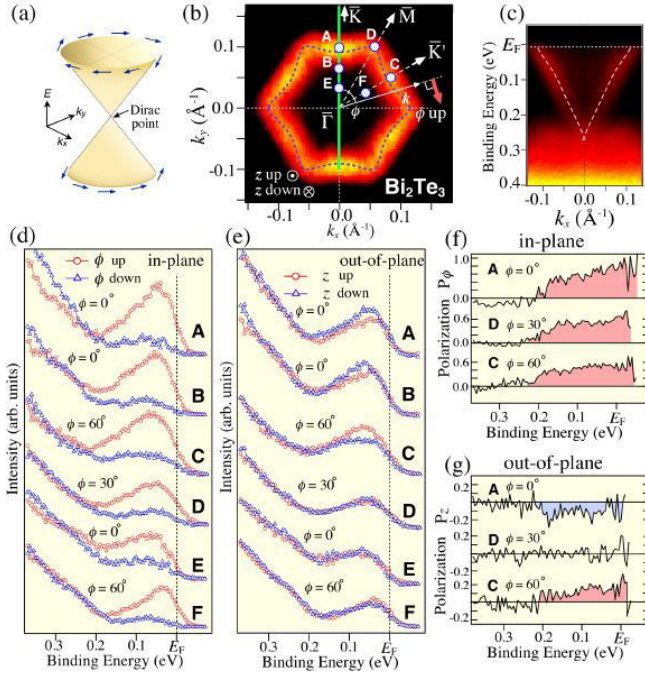 (a)
E
k_y
k_x
Dirac
point
(b)
K̄
M̄
K̄'
A
D
B
C
E
F
Γ̄
ϕ
k
ϕ up
z up ⊙
z down ⊗
Bi₂Te₃
0.1
0.0
-0.1
k_y (Å⁻¹)
-0.1 0.0 0.1
k_x (Å⁻¹)
(c)
E_F
0.1
0.2
0.3
0.4
Binding Energy (eV)
-0.1 0.0 0.1
k_x (Å⁻¹)
(d)
ϕ up
ϕ down
in-plane
ϕ = 0°
A
ϕ = 0°
B
ϕ = 60°
C
ϕ = 30°
D
ϕ = 0°
E
ϕ = 60°
F
Intensity (arb. units)
0.3 0.2 0.1 E_F
Binding Energy (eV)
(e)
out-of-plane
z up
z down
ϕ = 0°
A
ϕ = 0°
B
ϕ = 60°
C
ϕ = 30°
D
ϕ = 0°
E
ϕ = 60°
F
Intensity (arb. units)
0.3 0.2 0.1 E_F
Binding Energy (eV)
(f)
in-plane
Polarization Pϕ
1.0
A ϕ = 0°
0.0
0.6
D ϕ = 30°
0.0
0.6
C ϕ = 60°
0.0
0.3 0.2 0.1 E_F
Binding Energy (eV)
(g)
out-of-plane
Polarization P_z
0.2
A ϕ = 0°
-0.2
0.2
D ϕ = 30°
-0.2
0.2
C ϕ = 60°
-0.2
0.3 0.2 0.1 E_F
Binding Energy (eV)